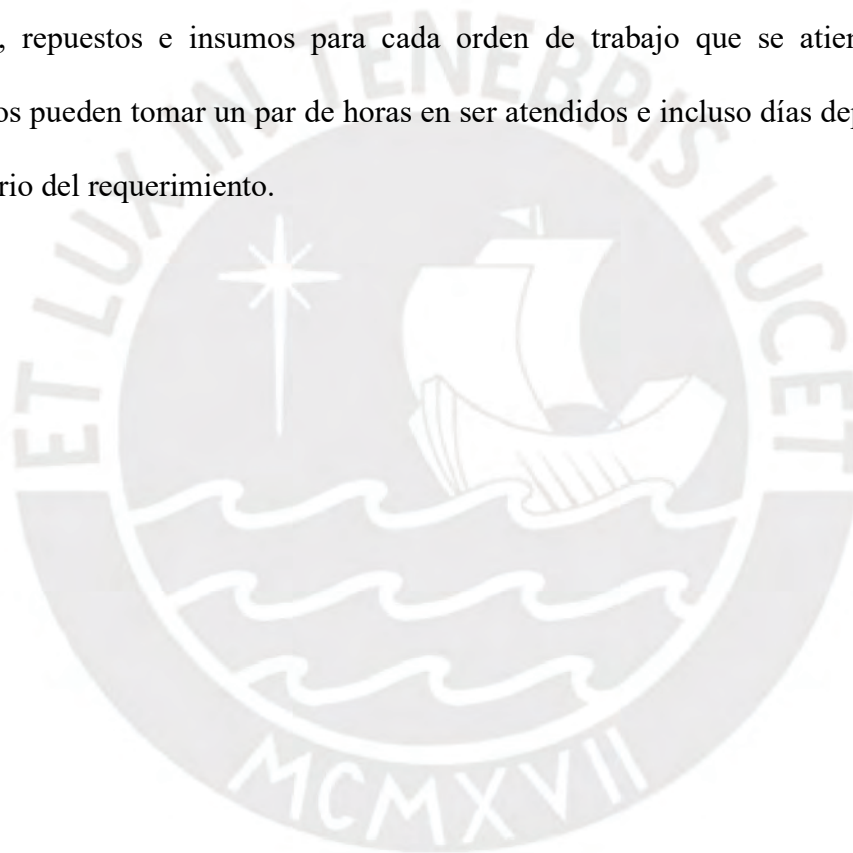 , repuestos e insumos para cada orden de trabajo que se atien
os pueden tomar un par de horas en ser atendidos e incluso días dep
rio del requerimiento.
ET LUX IN TENEBRIS LUCET
MCMXVII